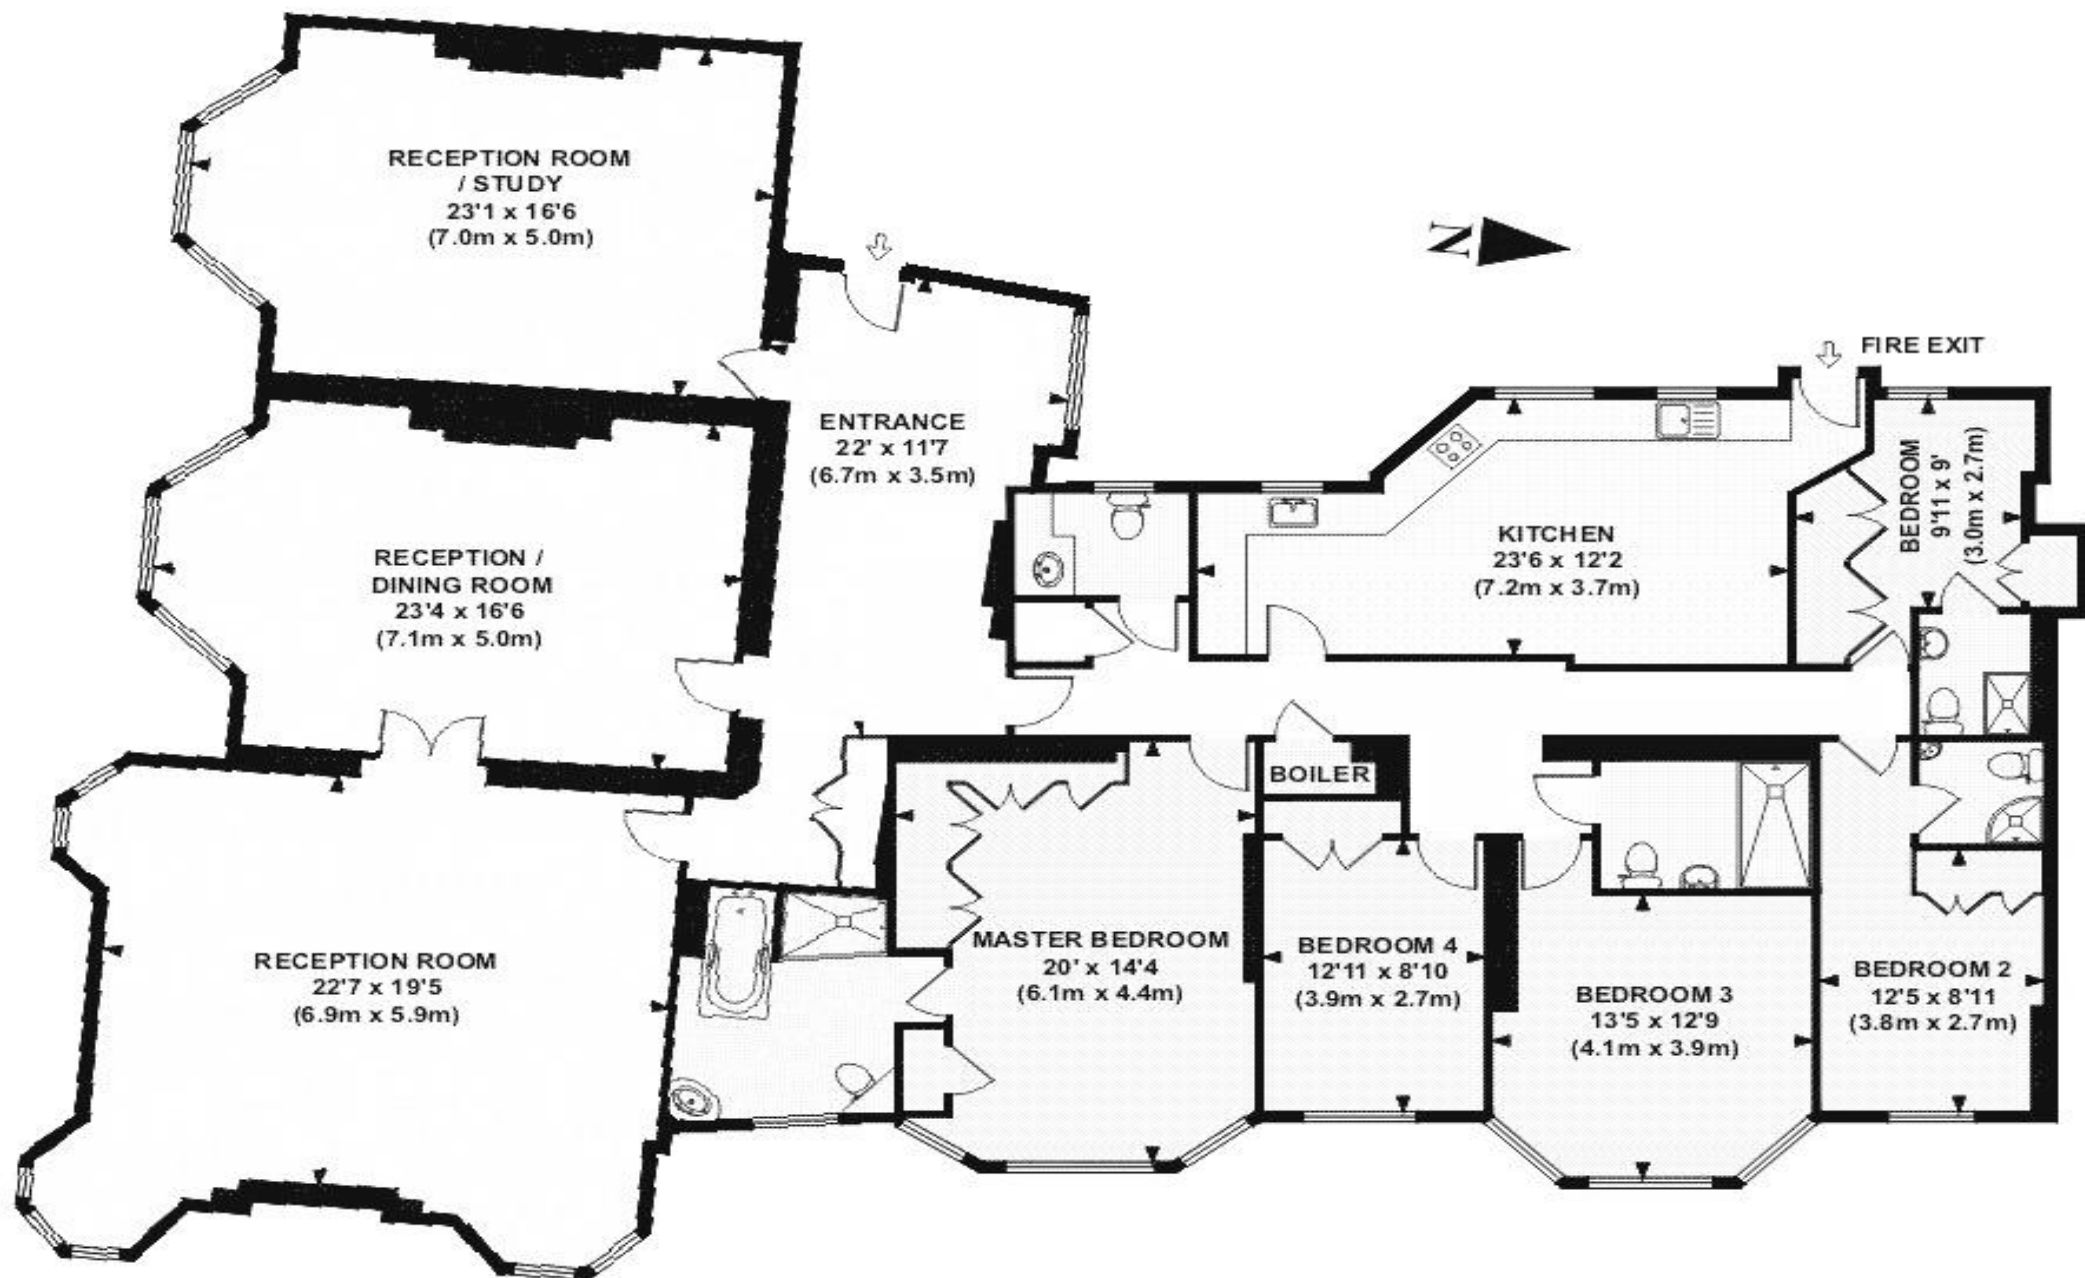 RECEPTION ROOM
/ STUDY
23'1 x 16'6
(7.0m x 5.0m)
N
FIRE EXIT
ENTRANCE
22' x 11'7
(6.7m x 3.5m)
RECEPTION /
DINING ROOM
23'4 x 16'6
(7.1m x 5.0m)
KITCHEN
23'6 x 12'2
(7.2m x 3.7m)
BEDROOM
9'11 x 9'
(3.0m x 2.7m)
BOILER
RECEPTION ROOM
22'7 x 19'5
(6.9m x 5.9m)
MASTER BEDROOM
20' x 14'4
(6.1m x 4.4m)
BEDROOM 4
12'11 x 8'10
(3.9m x 2.7m)
BEDROOM 3
13'5 x 12'9
(4.1m x 3.9m)
BEDROOM 2
12'5 x 8'11
(3.8m x 2.7m)